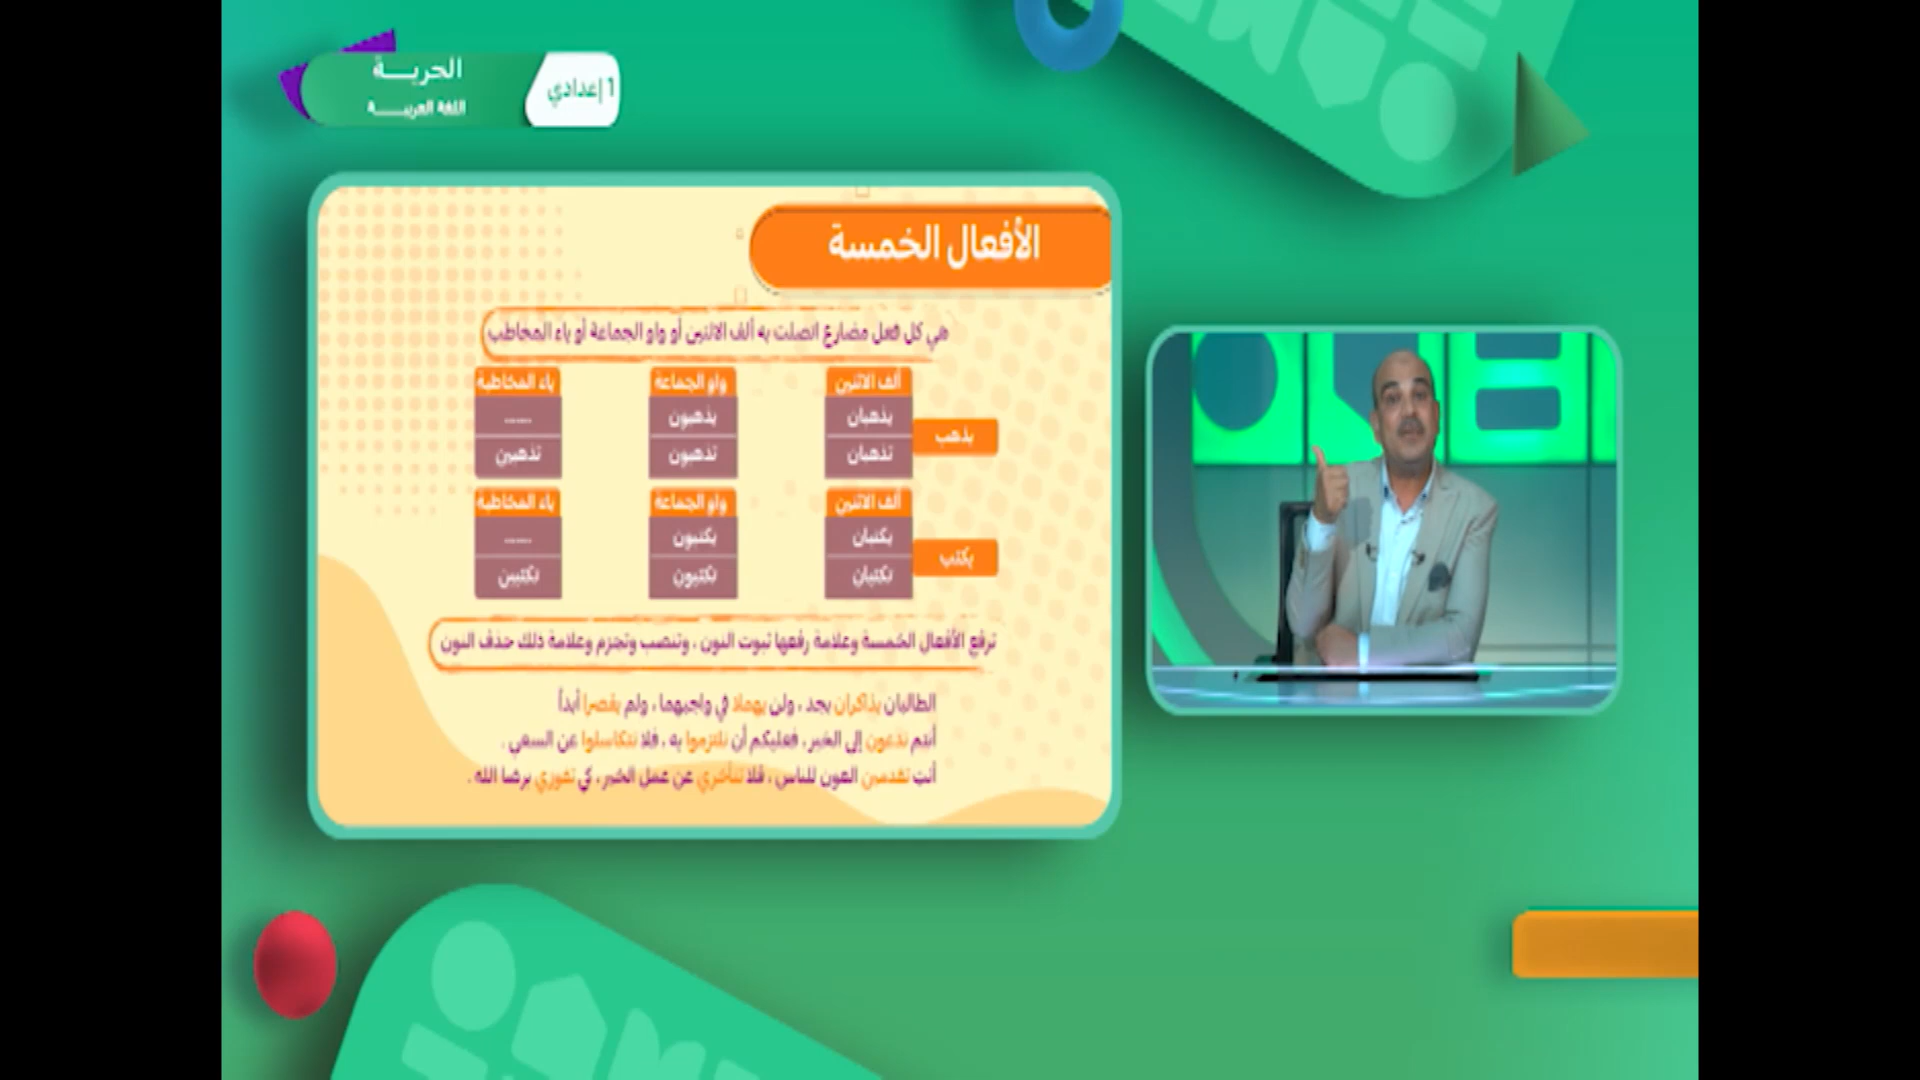 الحريـــة
اللغة العربيــــة
1 إعدادي
الأفعال الخمسة
هي كل فعل مضارع اتصلت به ألف الاثنين أو واو الجماعة أو ياء المخاطب
ألف الاثنين واو الجماعة ياء المخاطبة
يذهب
يذهبان يذهبون ......
تذهبان تذهبون تذهبين
ألف الاثنين واو الجماعة ياء المخاطبة
يكتب
يكتبان يكتبون ......
تكتبان تكتبون تكتبين
ترفع الأفعال الخمسة وعلامة رفعها ثبوت النون ، وتنصب وتجزم وعلامة ذلك حذف النون
الطالبان يذاكران بجد ، ولن يهملا في واجبهما ، ولم يقصرا أبداً
أنتم تدعون إلى الخير ، فعليكم أن تلتزموا به ، فلا تتكاسلوا عن السعي .
أنتِ تقدمين العون للناس ، فلا تتأخري عن عمل الخير ، كي تفوزي برضا الله .